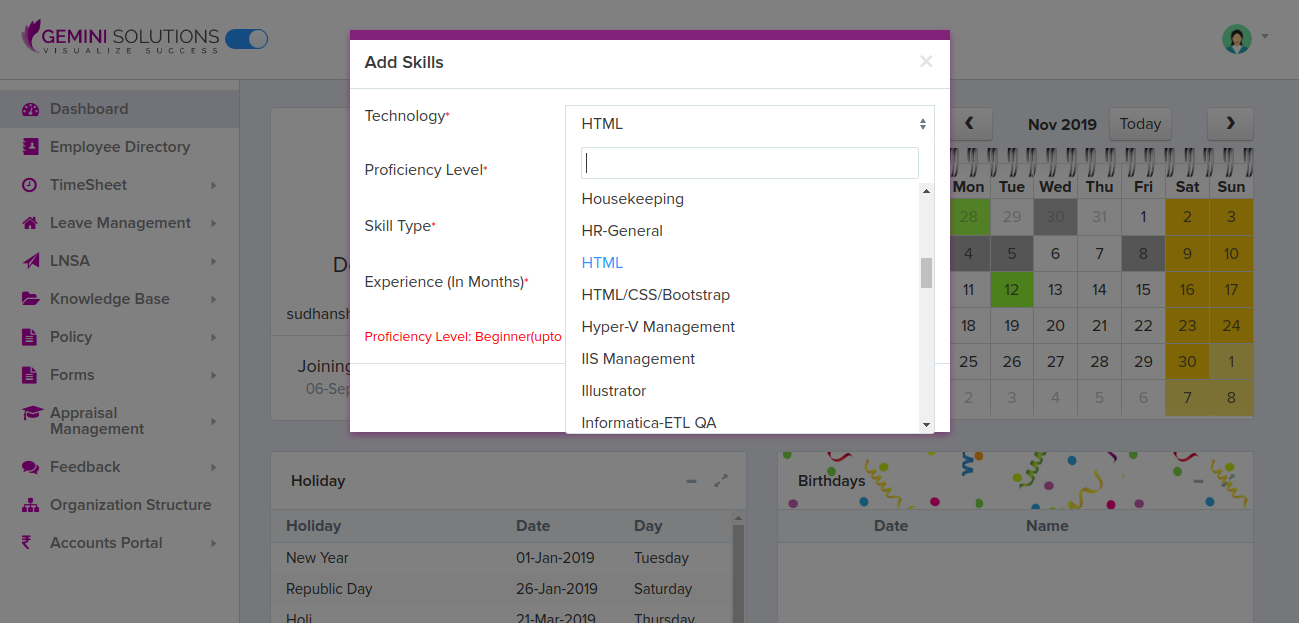 GEMINI SOLUTIONS
VISUALIZE SUCCESS
Dashboard
Employee Directory
TimeSheet
Leave Management
LNSA
Knowledge Base
Policy
Forms
Appraisal
Management
Feedback
Organization Structure
Accounts Portal
Add Skills
×
Technology*
HTML
Proficiency Level*
Skill Type*
Experience (In Months)*
Proficiency Level: Beginner(upto
Housekeeping
HR-General
HTML
HTML/CSS/Bootstrap
Hyper-V Management
IIS Management
Illustrator
Informatica-ETL QA
D
sudhansh
Joining
06-Sep
Nov 2019 Today
Mon Tue Wed Thu Fri Sat Sun
28 29 30 31 1 2 3
4 5 6 7 8 9 10
11 12 13 14 15 16 17
18 19 20 21 22 23 24
25 26 27 28 29 30 1
2 3 4 5 6 7 8
Holiday
Holiday Date Day
New Year 01-Jan-2019 Tuesday
Republic Day 26-Jan-2019 Saturday
Holi 21-Mar-2019 Thursday
Birthdays
Date Name